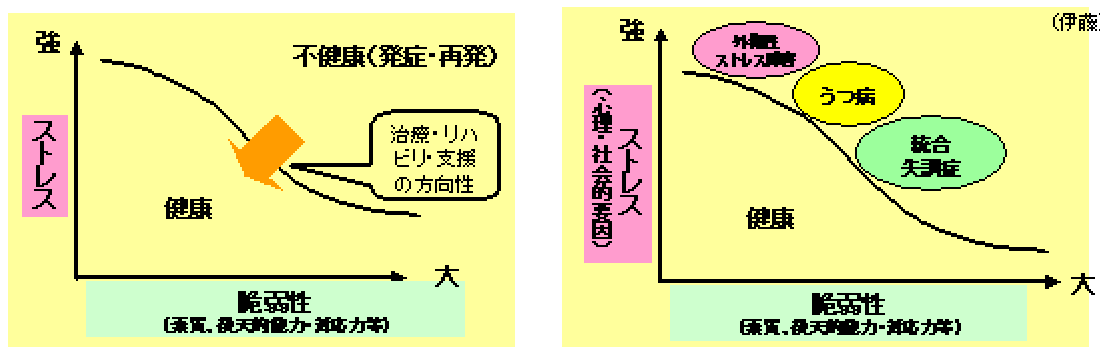 強
不健康(発症・再発)
ストレス
治療・リハ
ビリ・支援
の方向性
健康
大
脆弱性
(素質、後天的能力・対応力等)
(伊藤)
強
外傷性
ストレス障害
うつ病
統合
失調症
ストレス
(心理・社会的要因)
健康
大
脆弱性
(素質、後天的能力・対応力等)